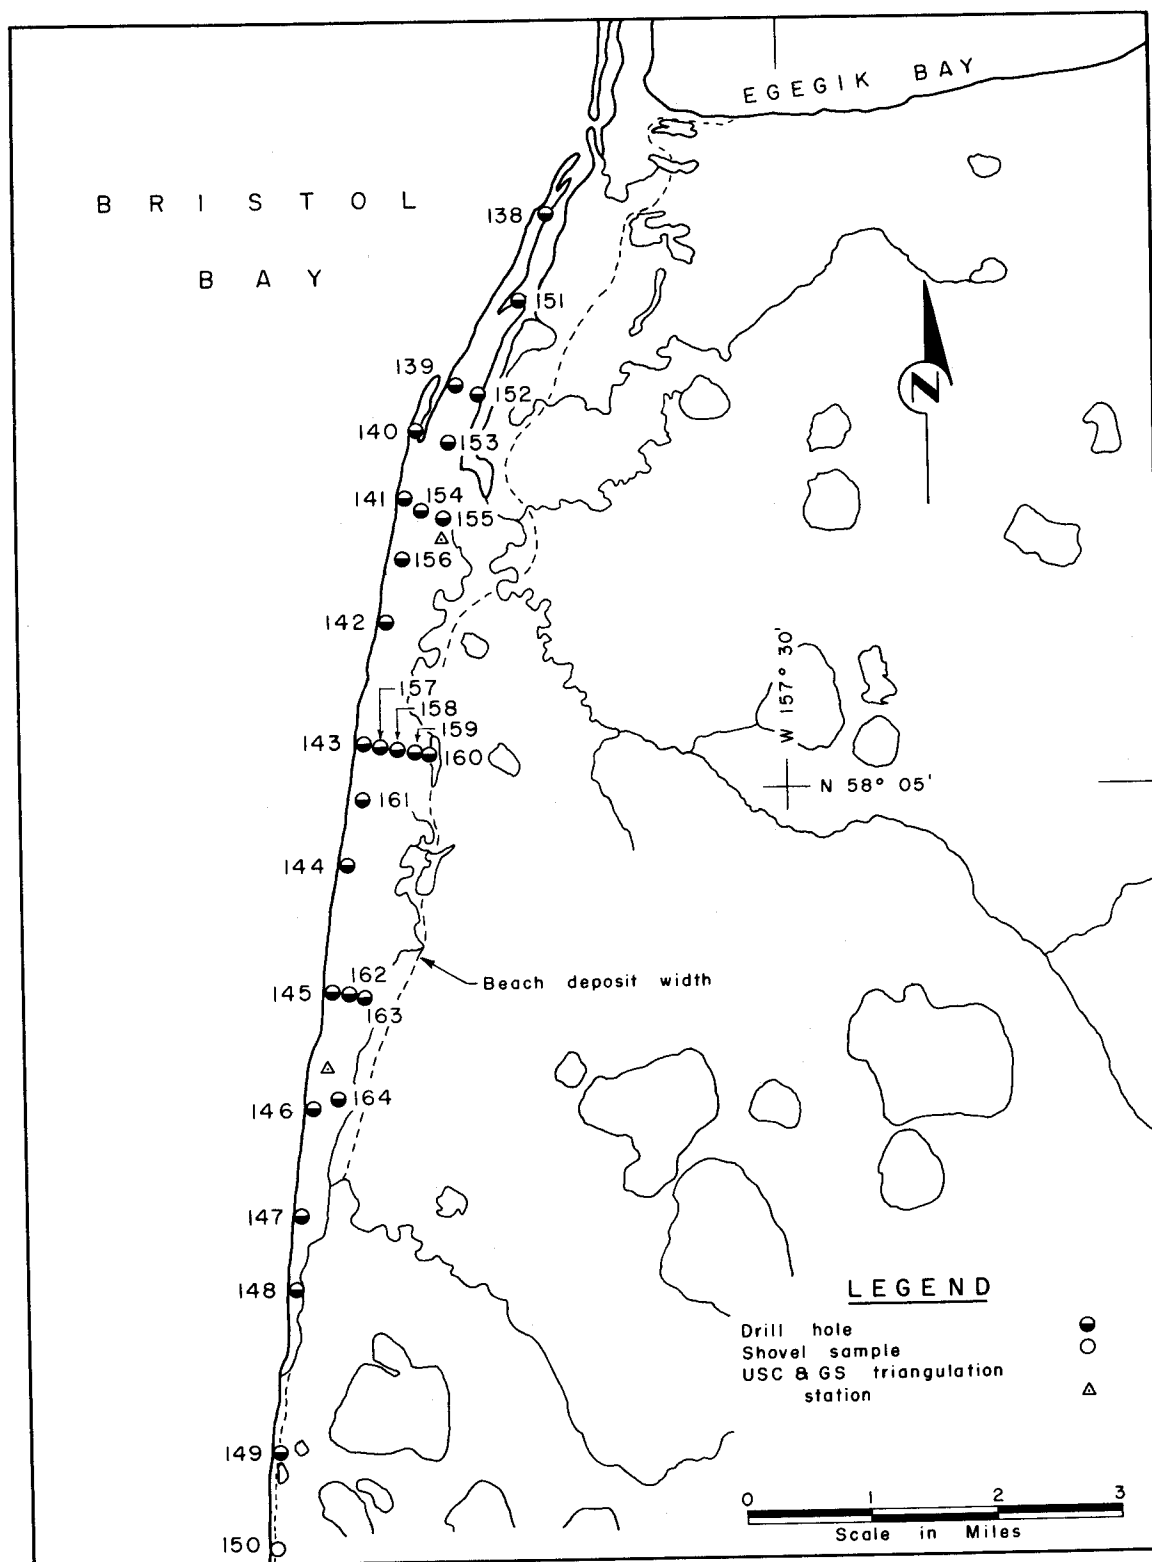 EGEGIK BAY
BRISTOL
BAY
138
151
139
152
140
153
141
154
155
156
142
157
158
159
143
160
161
144
162
145
163
Beach deposit width
146
164
147
148
149
150
N
W 157° 30'
N 58° 05'
LEGEND
Drill hole
Shovel sample
USC & GS triangulation
station
0 1 2 3
Scale in Miles